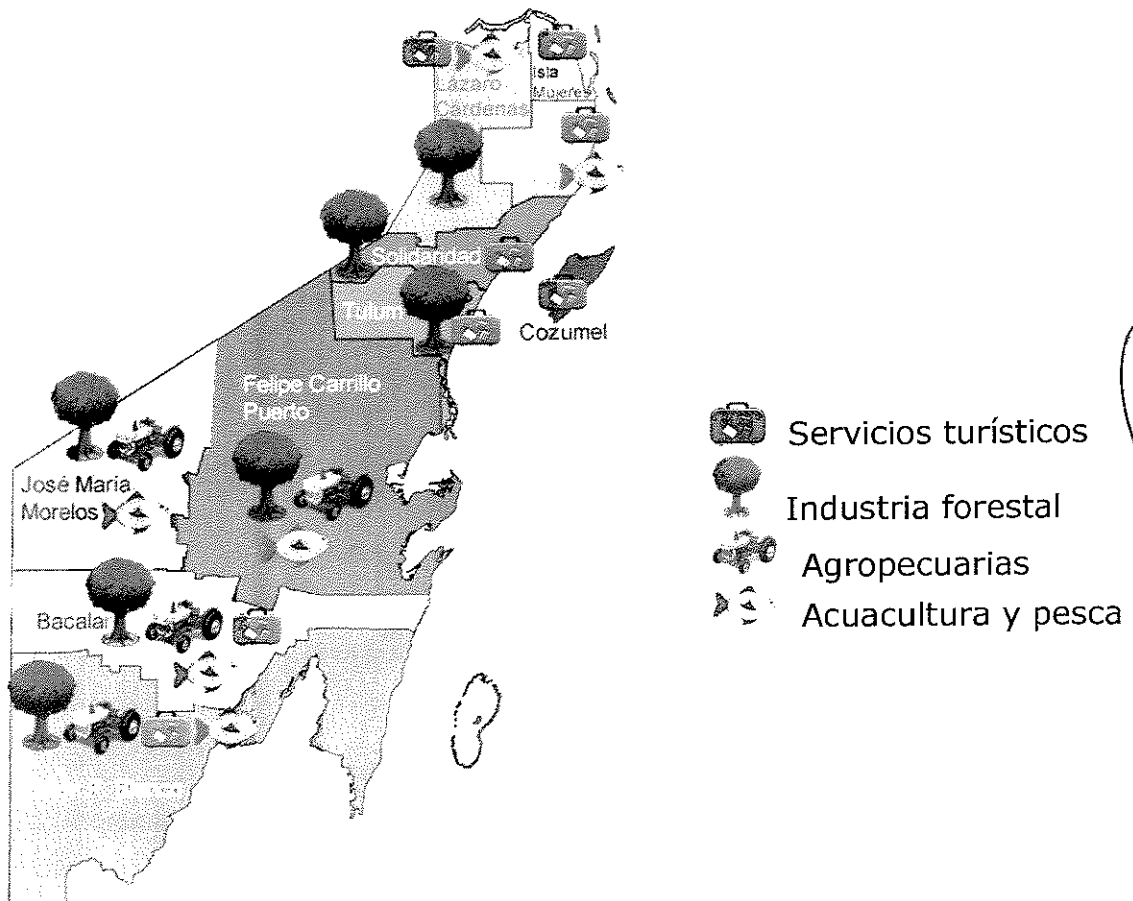 Lázaro
Cárdenas
Isla
Mujeres
Solidaridad
Tulum
Cozumel
Felipe Carrillo
Puerto
José María
Morelos
Bacalar
Servicios turísticos
Industria forestal
Agropecuarias
Acuacultura y pesca